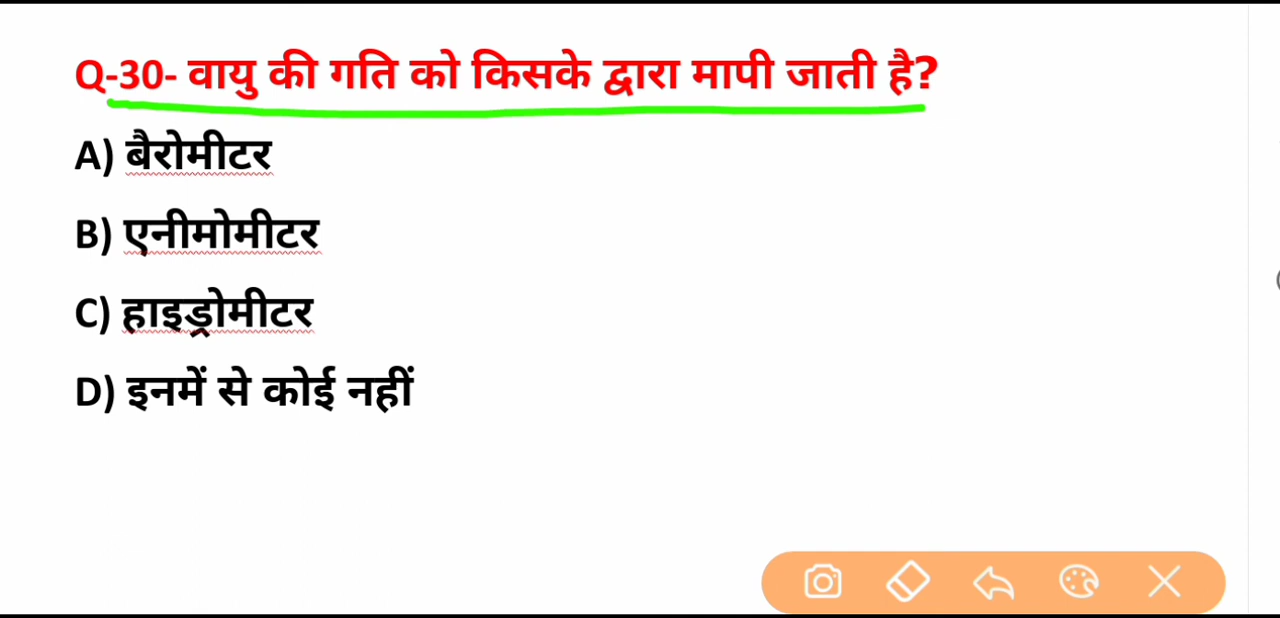 Q-30- वायु की गति को किसके द्वारा मापी जाती है?
A) बैरोमीटर
B) एनीमोमीटर
C) हाइड्रोमीटर
D) इनमें से कोई नहीं